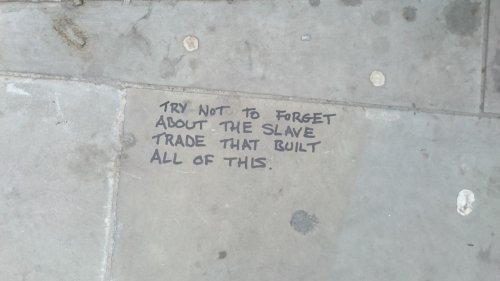 TRY NOT TO FORGET
ABOUT THE SLAVE
TRADE THAT BUILT
ALL OF THIS.